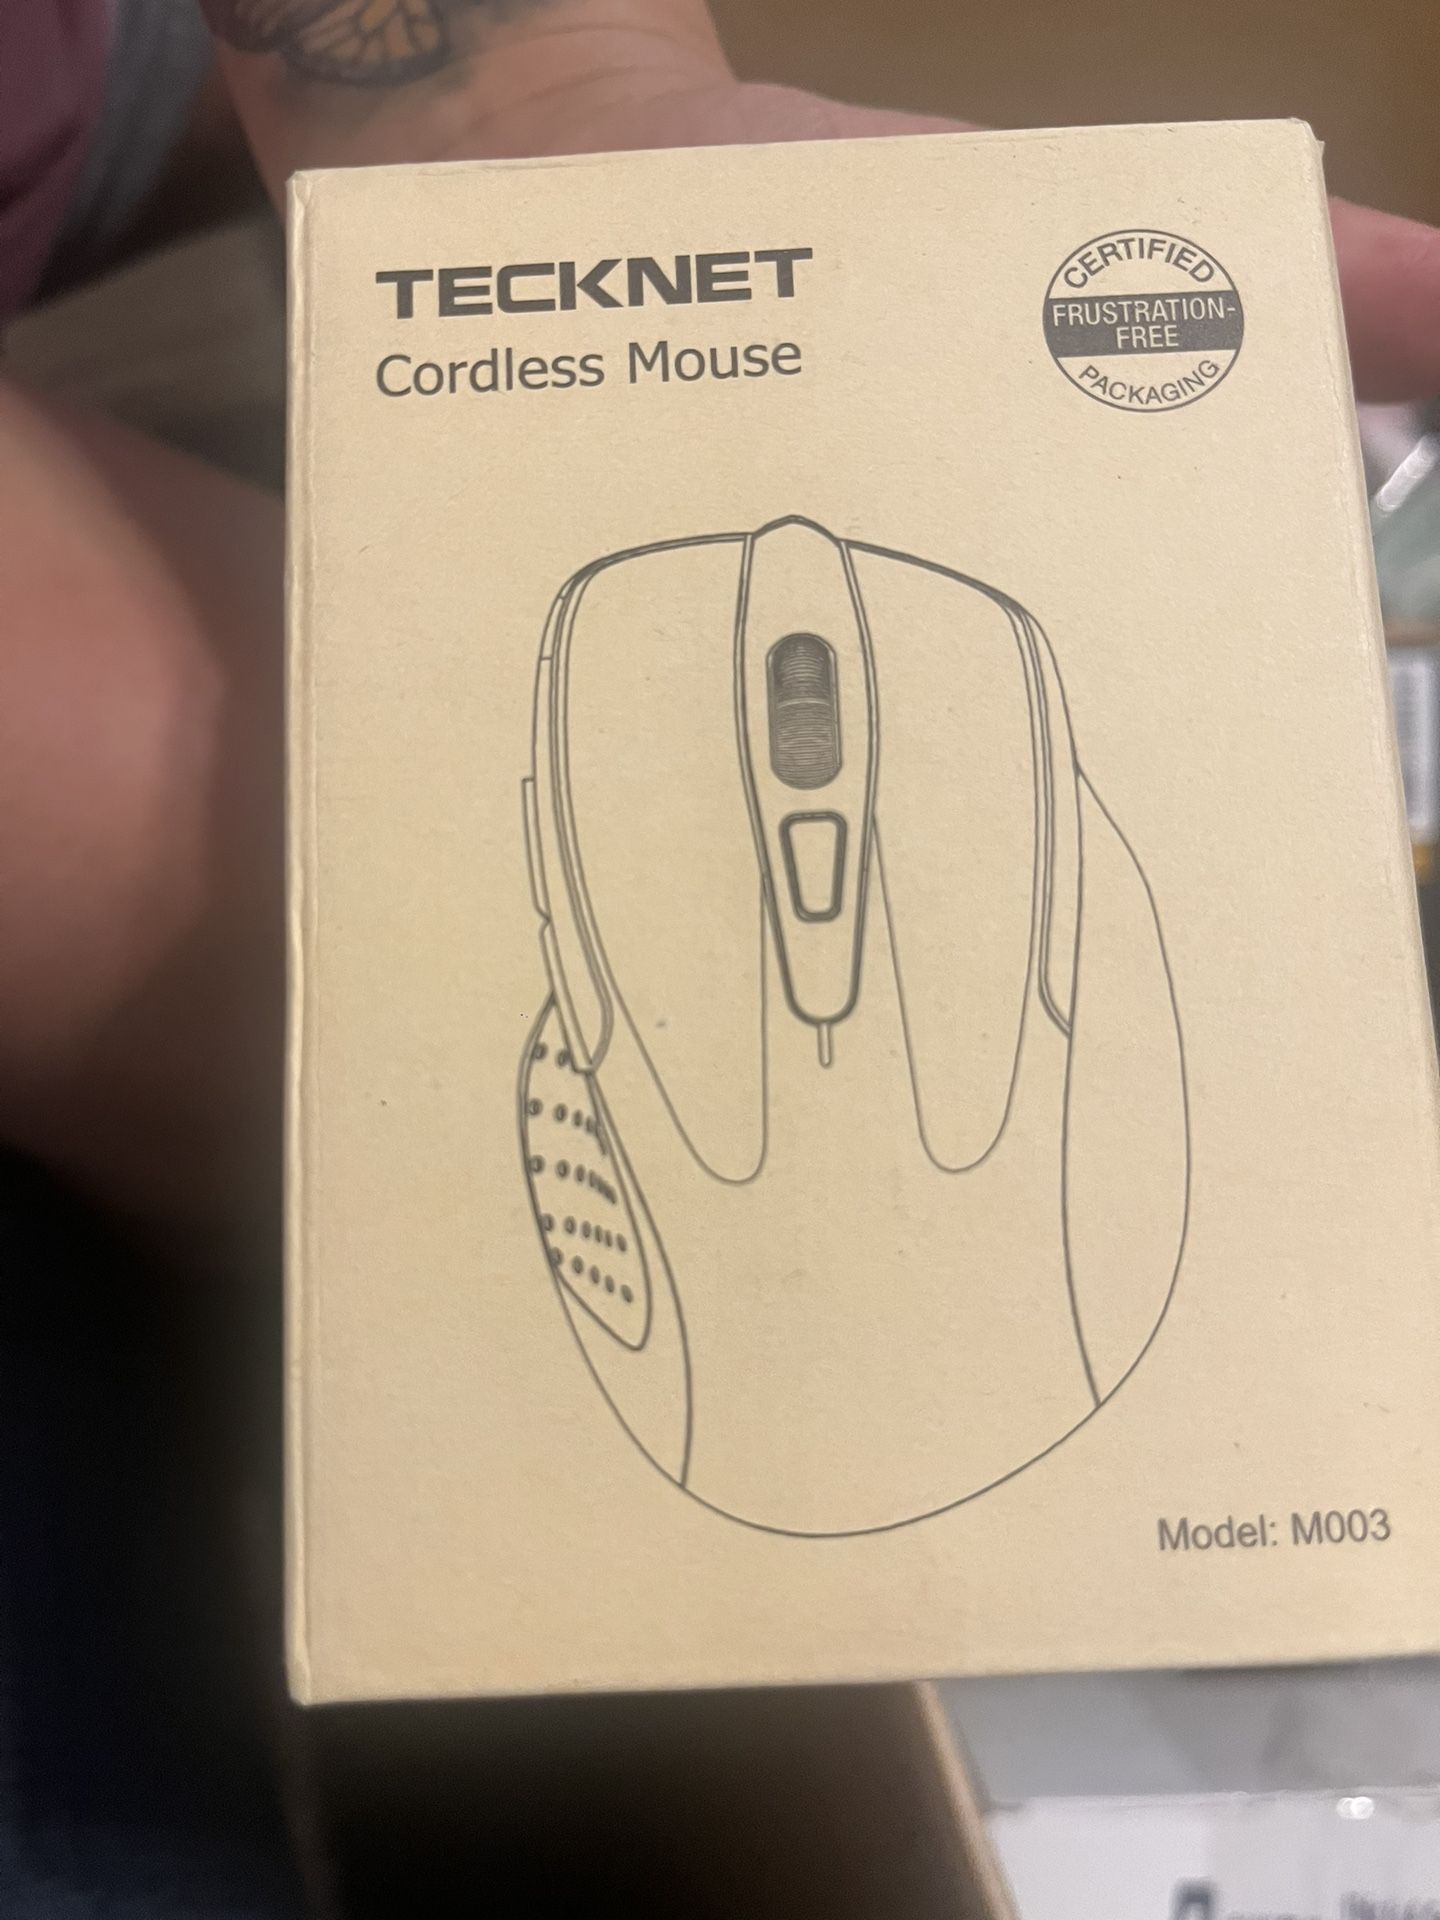 TECKNET
Cordless Mouse
CERTIFIED
FRUSTRATION-
FREE
PACKAGING
Model: M003